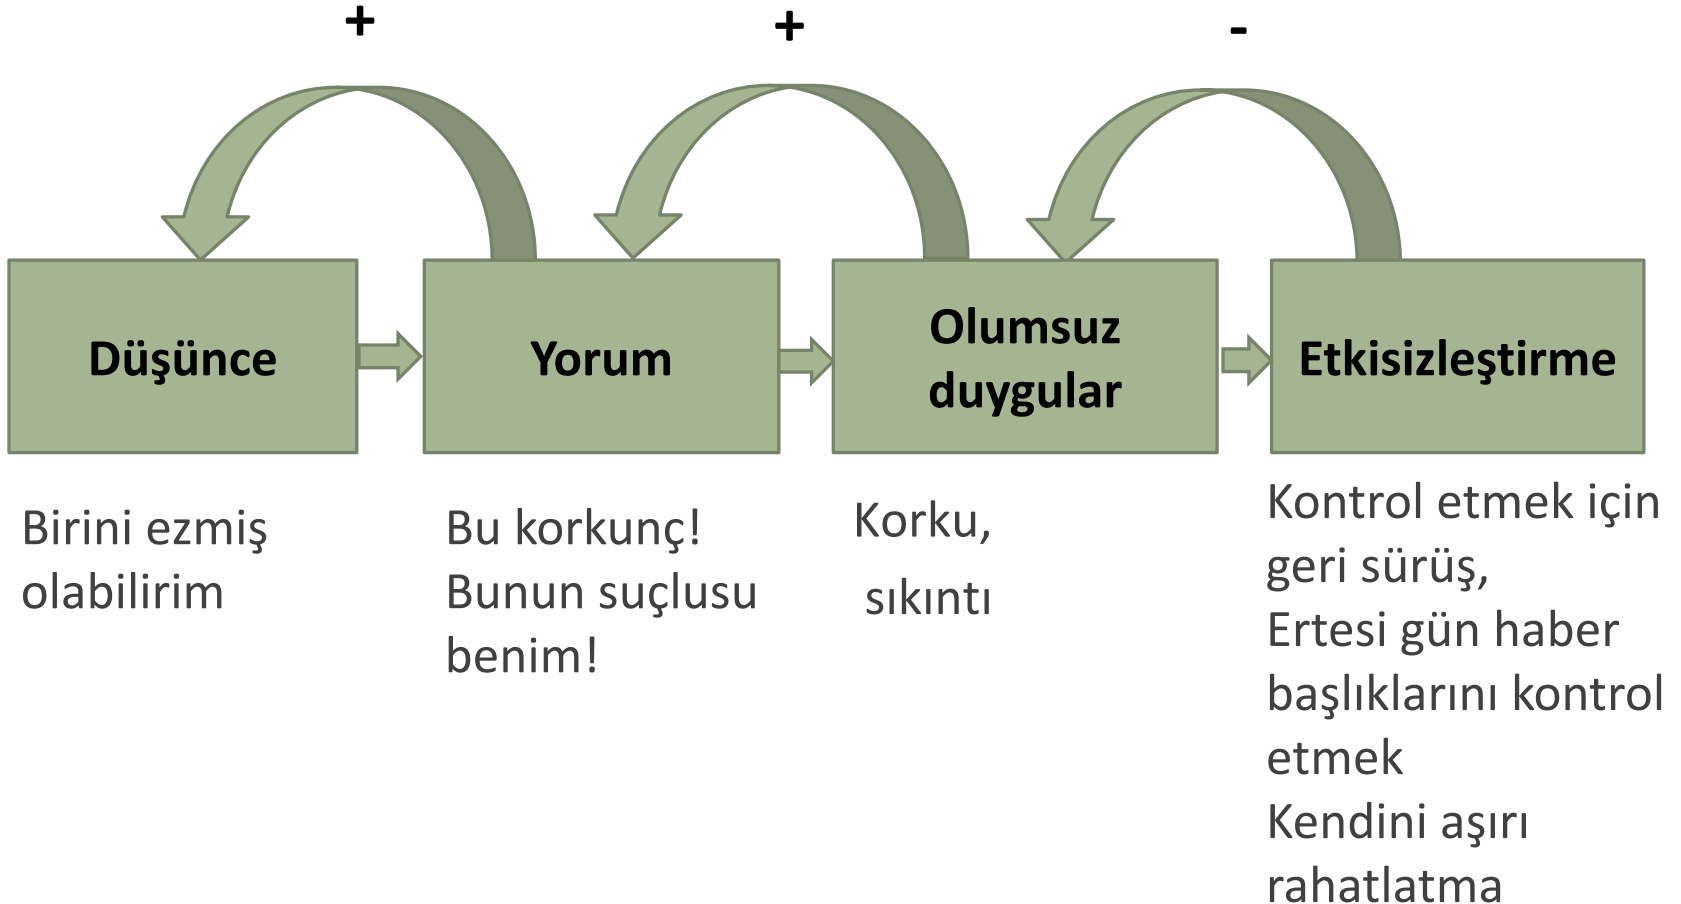 +
+
-
Düşünce
Yorum
Olumsuz
duygular
Etkisizleştirme
Birini ezmiş
olabilirim
Bu korkunç!
Bunun suçlusu
benim!
Korku,
sıkıntı
Kontrol etmek için
geri sürüş,
Ertesi gün haber
başlıklarını kontrol
etmek
Kendini aşırı
rahatlatma